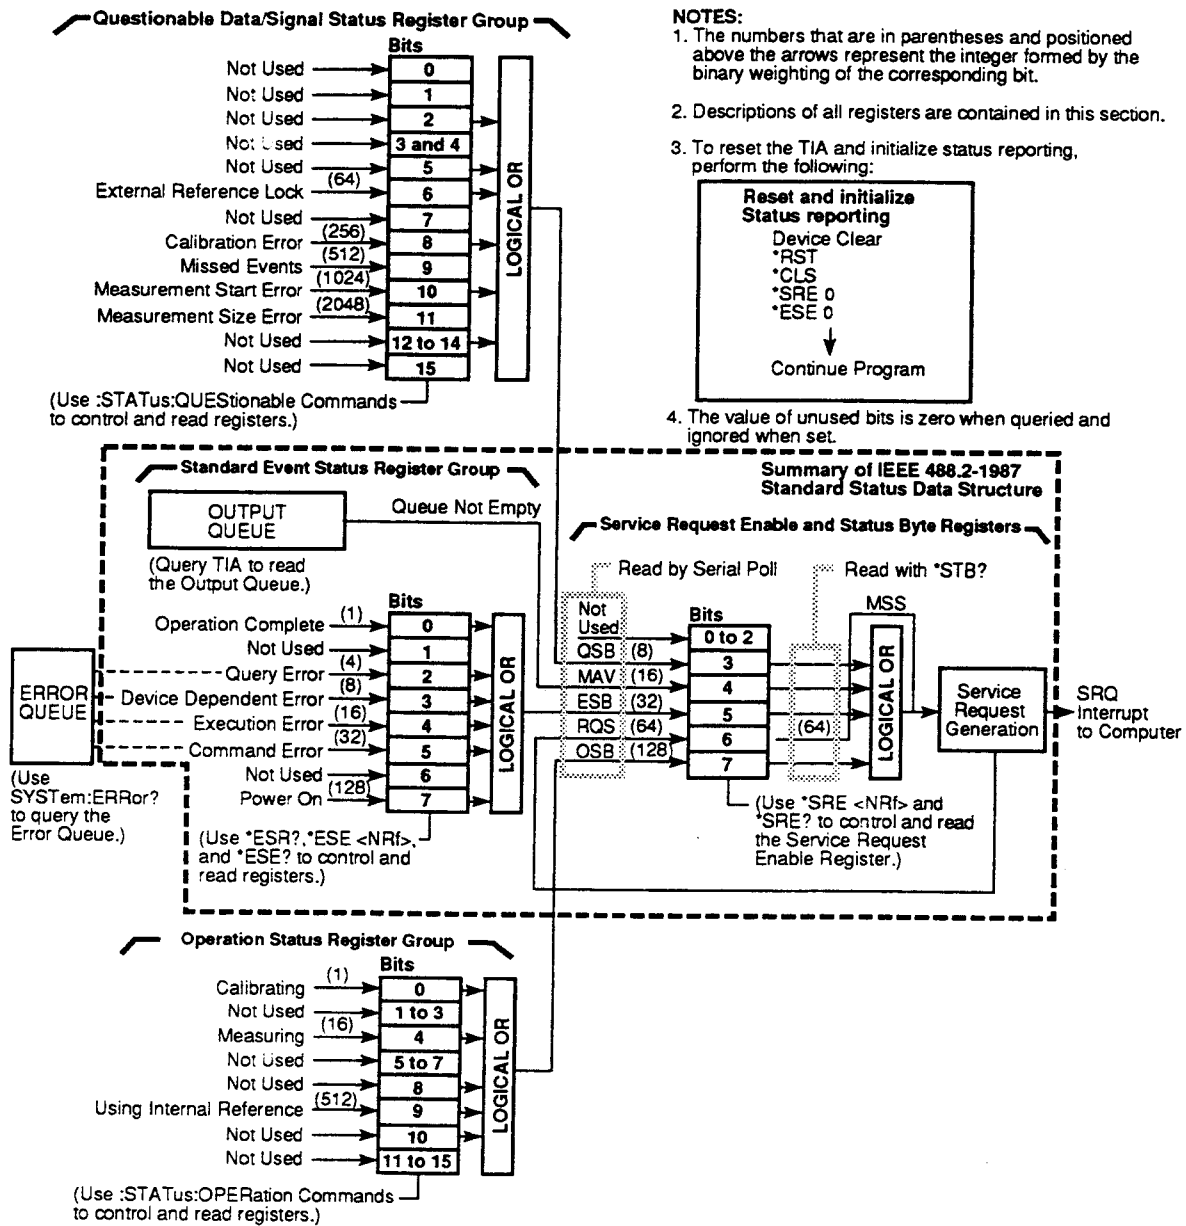 Questionable Data/Signal Status Register Group
Bits
Not Used 0
Not Used 1
Not Used 2
Not Used 3 and 4
Not Used 5
External Reference Lock (64) 6
Not Used 7
Calibration Error (256) 8
Missed Events (512) 9
Measurement Start Error (1024) 10
Measurement Size Error (2048) 11
Not Used 12 to 14
Not Used 15
LOGICAL OR
(Use :STATus:QUEStionable Commands
to control and read registers.)
NOTES:
1. The numbers that are in parentheses and positioned
above the arrows represent the integer formed by the
binary weighting of the corresponding bit.
2. Descriptions of all registers are contained in this section.
3. To reset the TIA and initialize status reporting,
perform the following:
Reset and initialize
Status reporting
Device Clear
*RST
*CLS
*SRE 0
*ESE 0
Continue Program
4. The value of unused bits is zero when queried and
ignored when set.
Standard Event Status Register Group
OUTPUT
QUEUE
Queue Not Empty
(Query TIA to read
the Output Queue.)
Bits
Operation Complete (1) 0
Not Used 1
Query Error (4) 2
Device Dependent Error (8) 3
Execution Error (16) 4
Command Error (32) 5
Not Used 6
Power On (128) 7
LOGICAL OR
ERROR
QUEUE
(Use
SYSTem:ERRor?
to query the
Error Queue.)
(Use *ESR?,*ESE <NRf>,
and *ESE? to control and
read registers.)
Summary of IEEE 488.2-1987
Standard Status Data Structure
Service Request Enable and Status Byte Registers
Read by Serial Poll
Read with *STB?
Bits
Not
Used 0 to 2
QSB (8) 3
MAV (16) 4
ESB (32) 5
RQS (64) 6 (64)
OSB (128) 7
MSS
LOGICAL OR
Service
Request
Generation
SRQ
Interrupt
to Computer
(Use *SRE <NRf> and
*SRE? to control and read
the Service Request
Enable Register.)
Operation Status Register Group
Bits
Calibrating (1) 0
Not Used 1 to 3
Measuring (16) 4
Not Used 5 to 7
Not Used 8
Using Internal Reference (512) 9
Not Used 10
Not Used 11 to 15
LOGICAL OR
(Use :STATus:OPERation Commands
to control and read registers.)